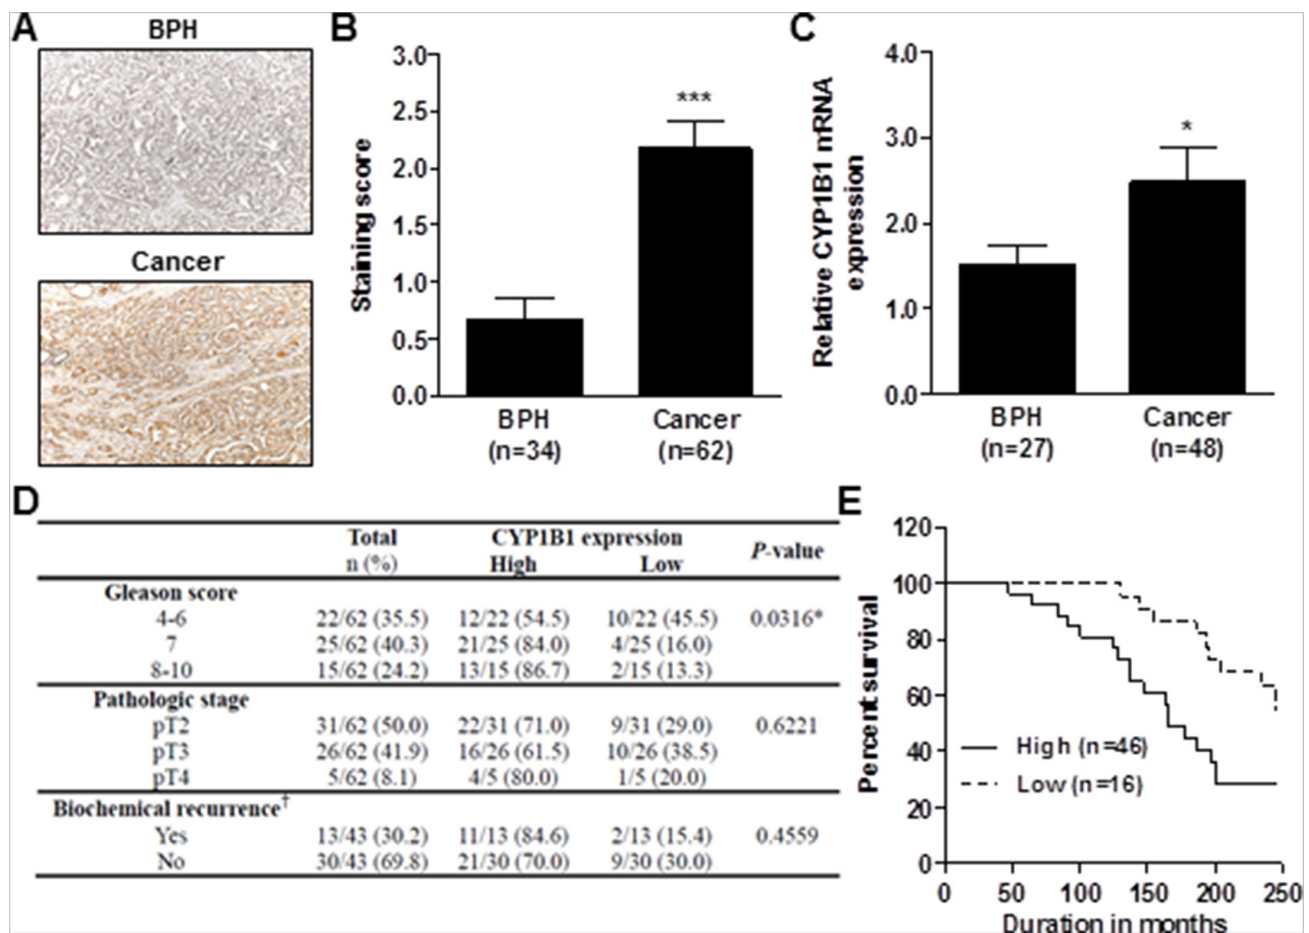 A
BPH
Cancer
B
3.0
2.5
2.0
1.5
1.0
0.5
0.0
Staining score
***
BPH
(n=34)
Cancer
(n=62)
C
4.0
3.0
2.0
1.0
0.0
Relative CYP1B1 mRNA
expression
*
BPH
(n=27)
Cancer
(n=48)
D
Total CYP1B1 expression P-value
n (%) High Low
Gleason score
4-6 22/62 (35.5) 12/22 (54.5) 10/22 (45.5) 0.0316*
7 25/62 (40.3) 21/25 (84.0) 4/25 (16.0)
8-10 15/62 (24.2) 13/15 (86.7) 2/15 (13.3)
Pathologic stage
pT2 31/62 (50.0) 22/31 (71.0) 9/31 (29.0) 0.6221
pT3 26/62 (41.9) 16/26 (61.5) 10/26 (38.5)
pT4 5/62 (8.1) 4/5 (80.0) 1/5 (20.0)
Biochemical recurrence†
Yes 13/43 (30.2) 11/13 (84.6) 2/13 (15.4) 0.4559
No 30/43 (69.8) 21/30 (70.0) 9/30 (30.0)
E
120
100
80
60
40
20
0
Percent survival
High (n=46)
Low (n=16)
0 50 100 150 200 250
Duration in months